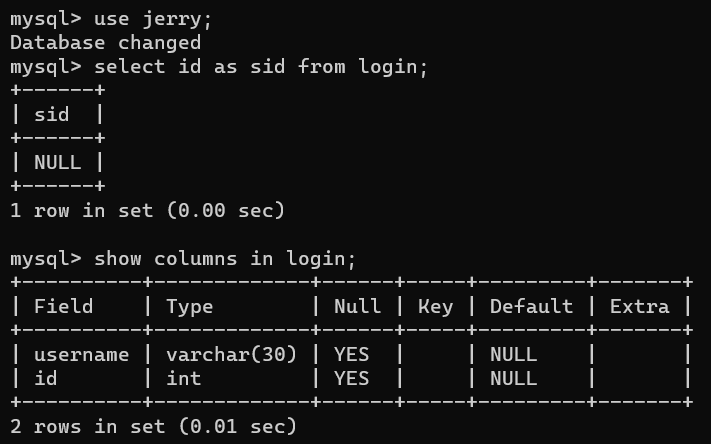 mysql> use jerry;
Database changed
mysql> select id as sid from login;
+------+
| sid  |
+------+
| NULL |
+------+
1 row in set (0.00 sec)

mysql> show columns in login;
+----------+-------------+------+-----+---------+-------+
| Field    | Type        | Null | Key | Default | Extra |
+----------+-------------+------+-----+---------+-------+
| username | varchar(30) | YES  |     | NULL    |       |
| id       | int         | YES  |     | NULL    |       |
+----------+-------------+------+-----+---------+-------+
2 rows in set (0.01 sec)